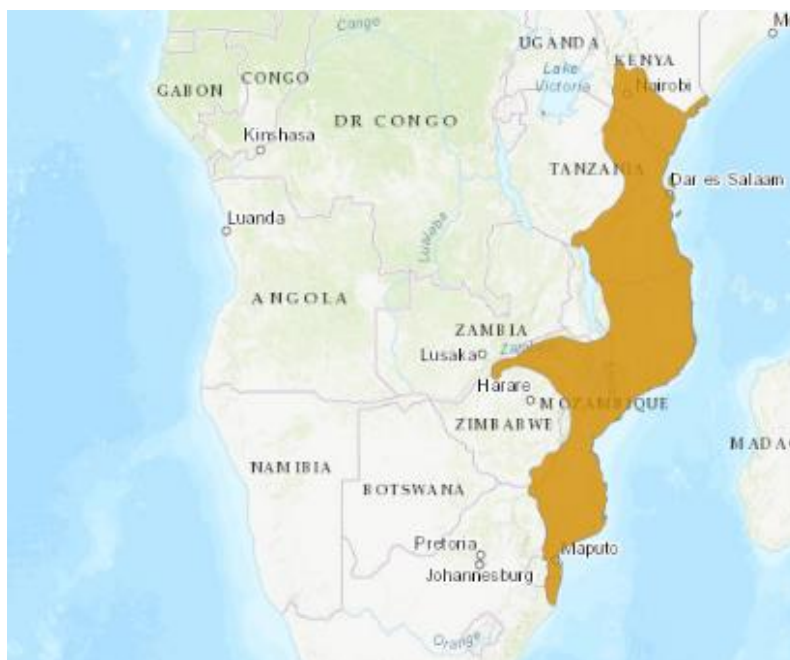 Congo
UGANDA
KENYA
GABON
CONGO
Lake
Victoria
Nairobi
DR CONGO
Kinshasa
TANZANIA
Dar es Salaam
Luanda
Lualaba
ANGOLA
ZAMBIA
Lusaka
Harare
MOZAMBIQUE
ZIMBABWE
NAMIBIA
BOTSWANA
Pretoria
Johannesburg
Maputo
Orange